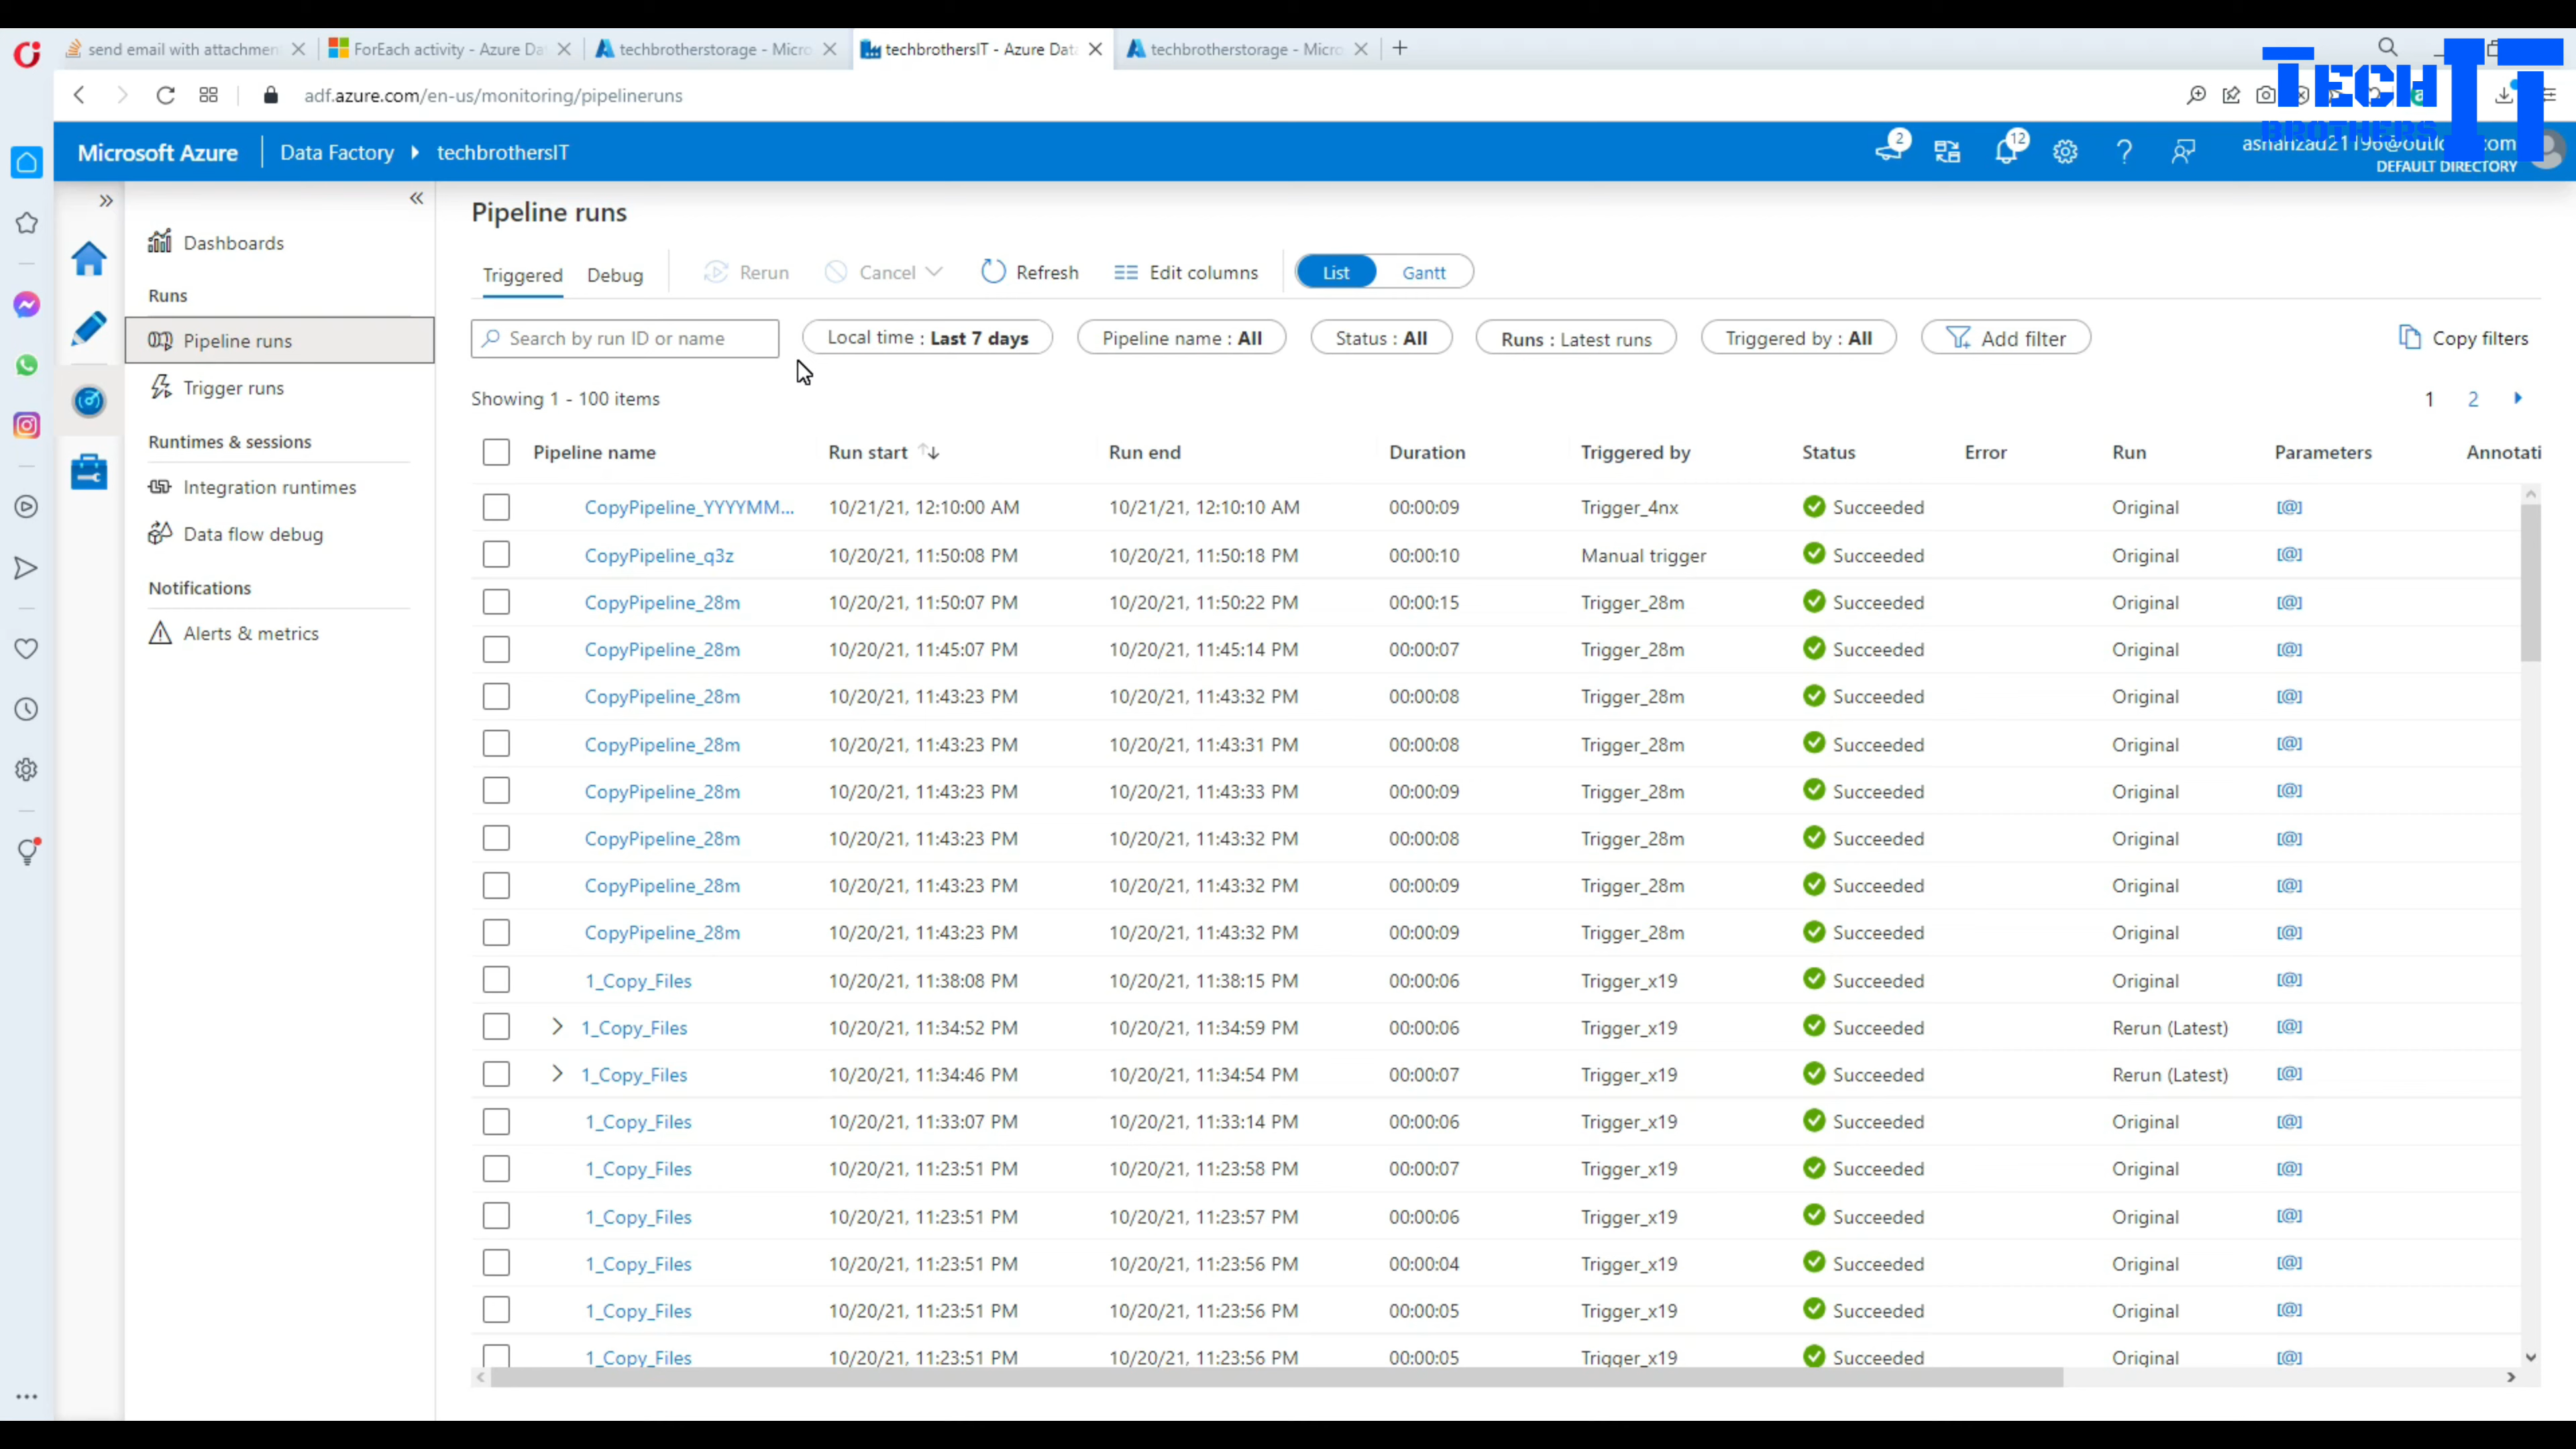 send email with attachmen
ForEach activity - Azure Da
techbrotherstorage - Micro
techbrothersIT - Azure Dat
techbrotherstorage - Micro
TECH IT
BROTHERS
adf.azure.com/en-us/monitoring/pipelineruns
Microsoft Azure
Data Factory
techbrothersIT
2
12
DEFAULT DIRECTORY
Dashboards
Runs
Pipeline runs
Trigger runs
Runtimes & sessions
Integration runtimes
Data flow debug
Notifications
Alerts & metrics
Pipeline runs
Triggered Debug Rerun Cancel Refresh Edit columns List Gantt
Search by run ID or name Local time : Last 7 days Pipeline name : All Status : All Runs : Latest runs Triggered by : All Add filter Copy filters
Showing 1 - 100 items 1 2
Pipeline name Run start Run end Duration Triggered by Status Error Run Parameters Annotati
CopyPipeline_YYYYMM... 10/21/21, 12:10:00 AM 10/21/21, 12:10:10 AM 00:00:09 Trigger_4nx Succeeded Original [@]
CopyPipeline_q3z 10/20/21, 11:50:08 PM 10/20/21, 11:50:18 PM 00:00:10 Manual trigger Succeeded Original [@]
CopyPipeline_28m 10/20/21, 11:50:07 PM 10/20/21, 11:50:22 PM 00:00:15 Trigger_28m Succeeded Original [@]
CopyPipeline_28m 10/20/21, 11:45:07 PM 10/20/21, 11:45:14 PM 00:00:07 Trigger_28m Succeeded Original [@]
CopyPipeline_28m 10/20/21, 11:43:23 PM 10/20/21, 11:43:32 PM 00:00:08 Trigger_28m Succeeded Original [@]
CopyPipeline_28m 10/20/21, 11:43:23 PM 10/20/21, 11:43:31 PM 00:00:08 Trigger_28m Succeeded Original [@]
CopyPipeline_28m 10/20/21, 11:43:23 PM 10/20/21, 11:43:33 PM 00:00:09 Trigger_28m Succeeded Original [@]
CopyPipeline_28m 10/20/21, 11:43:23 PM 10/20/21, 11:43:32 PM 00:00:08 Trigger_28m Succeeded Original [@]
CopyPipeline_28m 10/20/21, 11:43:23 PM 10/20/21, 11:43:32 PM 00:00:09 Trigger_28m Succeeded Original [@]
CopyPipeline_28m 10/20/21, 11:43:23 PM 10/20/21, 11:43:32 PM 00:00:09 Trigger_28m Succeeded Original [@]
1_Copy_Files 10/20/21, 11:38:08 PM 10/20/21, 11:38:15 PM 00:00:06 Trigger_x19 Succeeded Original [@]
1_Copy_Files 10/20/21, 11:34:52 PM 10/20/21, 11:34:59 PM 00:00:06 Trigger_x19 Succeeded Rerun (Latest) [@]
1_Copy_Files 10/20/21, 11:34:46 PM 10/20/21, 11:34:54 PM 00:00:07 Trigger_x19 Succeeded Rerun (Latest) [@]
1_Copy_Files 10/20/21, 11:33:07 PM 10/20/21, 11:33:14 PM 00:00:06 Trigger_x19 Succeeded Original [@]
1_Copy_Files 10/20/21, 11:23:51 PM 10/20/21, 11:23:58 PM 00:00:07 Trigger_x19 Succeeded Original [@]
1_Copy_Files 10/20/21, 11:23:51 PM 10/20/21, 11:23:57 PM 00:00:06 Trigger_x19 Succeeded Original [@]
1_Copy_Files 10/20/21, 11:23:51 PM 10/20/21, 11:23:56 PM 00:00:04 Trigger_x19 Succeeded Original [@]
1_Copy_Files 10/20/21, 11:23:51 PM 10/20/21, 11:23:56 PM 00:00:05 Trigger_x19 Succeeded Original [@]
1_Copy_Files 10/20/21, 11:23:51 PM 10/20/21, 11:23:56 PM 00:00:05 Trigger_x19 Succeeded Original [@]